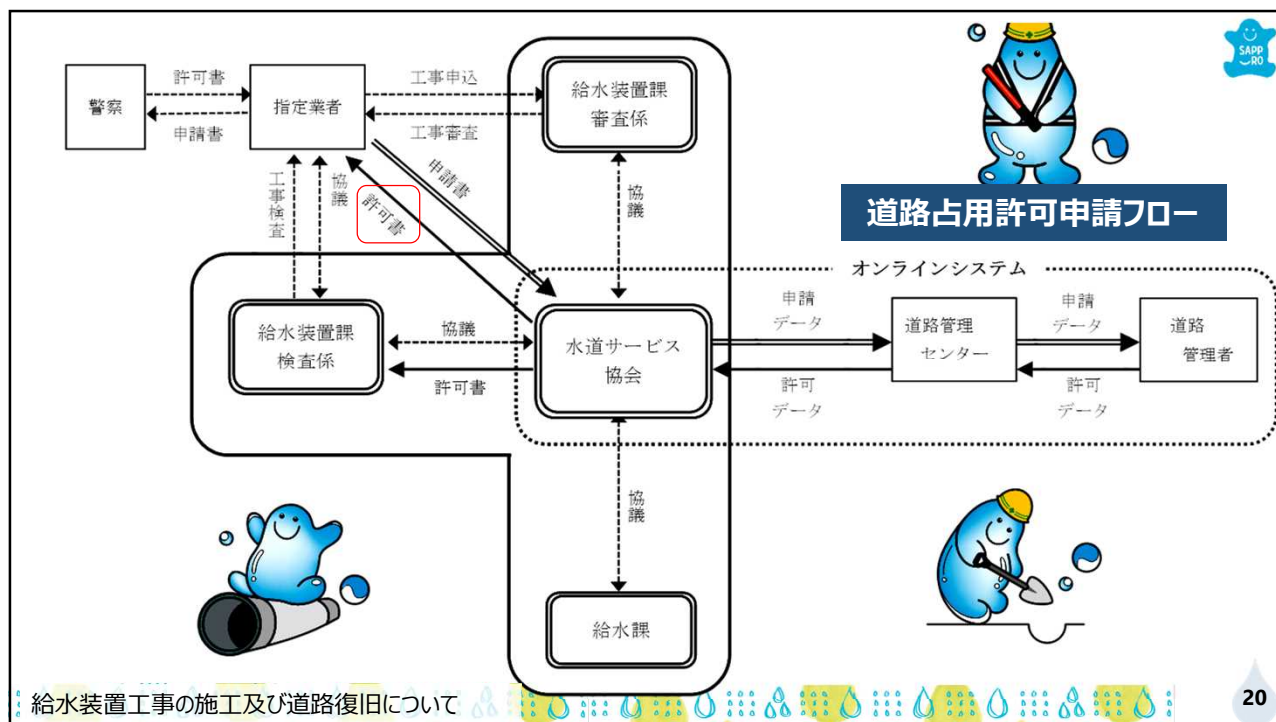 SAPP
RO
警察
許可書
申請書
指定業者
工事申込
工事審査
給水装置課
審査係
工事検査
協議
申請書
許可書
協議
道路占用許可申請フロー
オンラインシステム
給水装置課
検査係
協議
許可書
水道サービス
協会
申請
データ
許可
データ
道路管理
センター
申請
データ
許可
データ
道路
管理者
協議
給水課
給水装置工事の施工及び道路復旧について
20